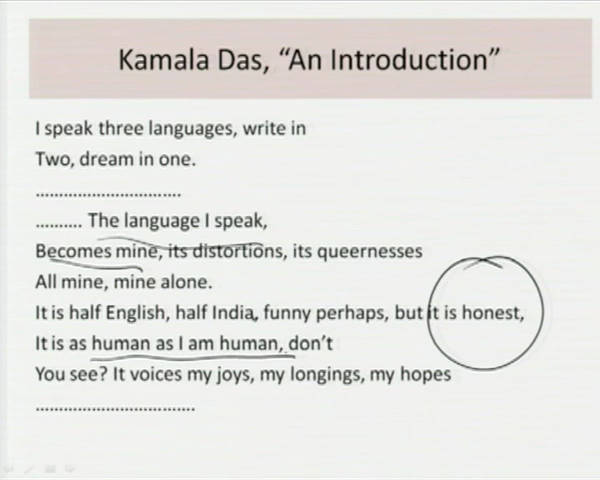 Kamala Das, “An Introduction”
I speak three languages, write in
Two, dream in one.
................................
.......... The language I speak,
Becomes mine, its distortions, its queernesses
All mine, mine alone.
It is half English, half India, funny perhaps, but it is honest,
It is as human as I am human, don’t
You see? It voices my joys, my longings, my hopes
...................................